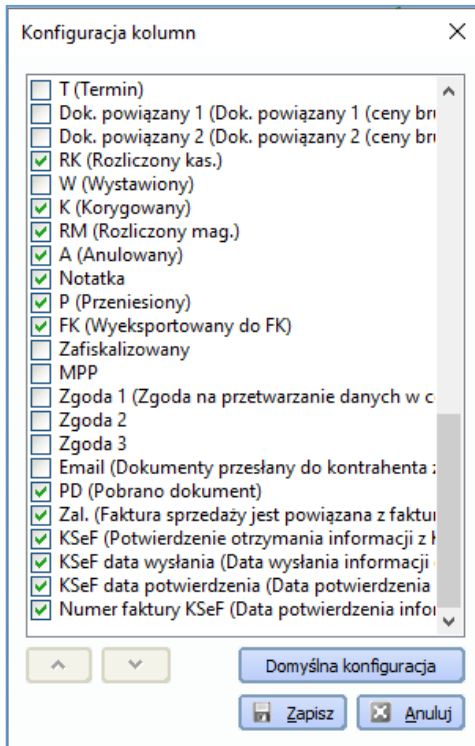 Konfiguracja kolumn
T (Termin)
Dok. powiązany 1 (Dok. powiązany 1 (ceny bru
Dok. powiązany 2 (Dok. powiązany 2 (ceny bru
RK (Rozliczony kas.)
W (Wystawiony)
K (Korygowany)
RM (Rozliczony mag.)
A (Anulowany)
Notatka
P (Przeniesiony)
FK (Wyeksportowany do FK)
Zafiskalizowany
MPP
Zgoda 1 (Zgoda na przetwarzanie danych w c
Zgoda 2
Zgoda 3
Email (Dokumenty przesłany do kontrahenta z
PD (Pobrano dokument)
Zal. (Faktura sprzedaży jest powiązana z faktur
KSeF (Potwierdzenie otrzymania informacji z K
KSeF data wysłania (Data wysłania informacji
KSeF data potwierdzenia (Data potwierdzenia
Numer faktury KSeF (Data potwierdzenia infor
Domyślna konfiguracja
Zapisz
Anuluj